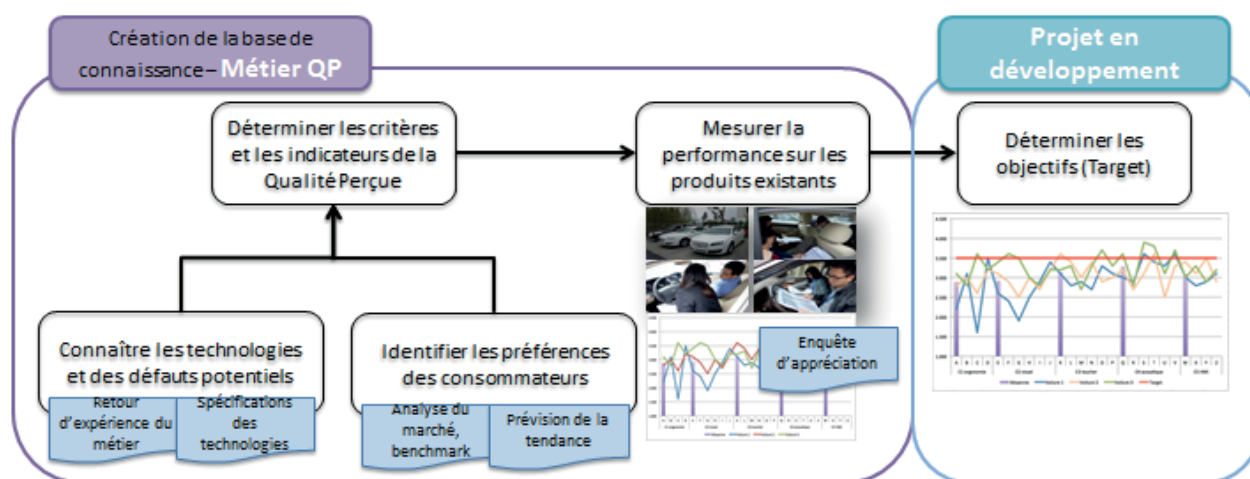 Création de la base de
connaissance – Métier QP
Projet en
développement
Déterminer les critères
et les indicateurs de la
Qualité Perçue
Mesurer la
performance sur les
produits existants
Déterminer les
objectifs (Target)
Connaître les technologies
et des défauts potentiels
Retour
d'expérience du
métier
Spécifications
des
technologies
Identifier les préférences
des consommateurs
Analyse du
marché,
benchmark
Prévision de la
tendance
Enquête
d'appréciation
Target